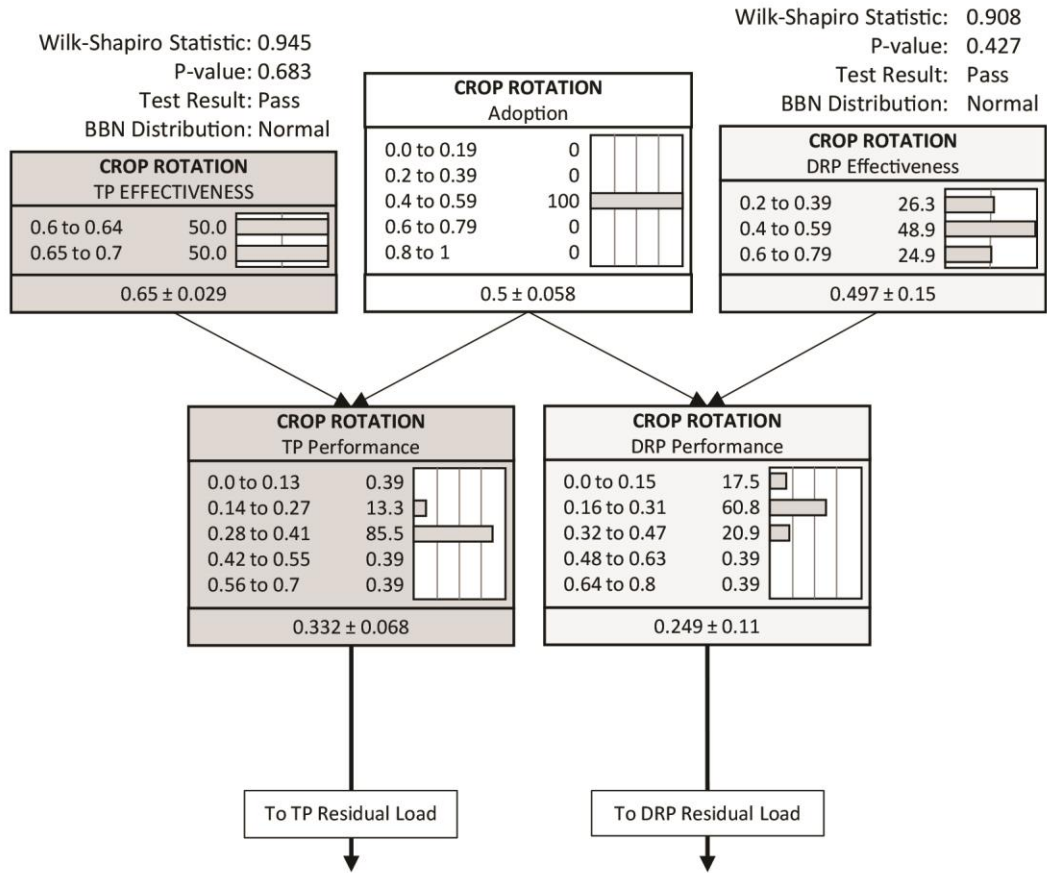 Wilk-Shapiro Statistic: 0.945
P-value: 0.683
Test Result: Pass
BBN Distribution: Normal
CROP ROTATION
TP EFFECTIVENESS
0.6 to 0.64 50.0
0.65 to 0.7 50.0
0.65 ± 0.029
CROP ROTATION
Adoption
0.0 to 0.19 0
0.2 to 0.39 0
0.4 to 0.59 100
0.6 to 0.79 0
0.8 to 1 0
0.5 ± 0.058
Wilk-Shapiro Statistic: 0.908
P-value: 0.427
Test Result: Pass
BBN Distribution: Normal
CROP ROTATION
DRP Effectiveness
0.2 to 0.39 26.3
0.4 to 0.59 48.9
0.6 to 0.79 24.9
0.497 ± 0.15
CROP ROTATION
TP Performance
0.0 to 0.13 0.39
0.14 to 0.27 13.3
0.28 to 0.41 85.5
0.42 to 0.55 0.39
0.56 to 0.7 0.39
0.332 ± 0.068
CROP ROTATION
DRP Performance
0.0 to 0.15 17.5
0.16 to 0.31 60.8
0.32 to 0.47 20.9
0.48 to 0.63 0.39
0.64 to 0.8 0.39
0.249 ± 0.11
To TP Residual Load
To DRP Residual Load